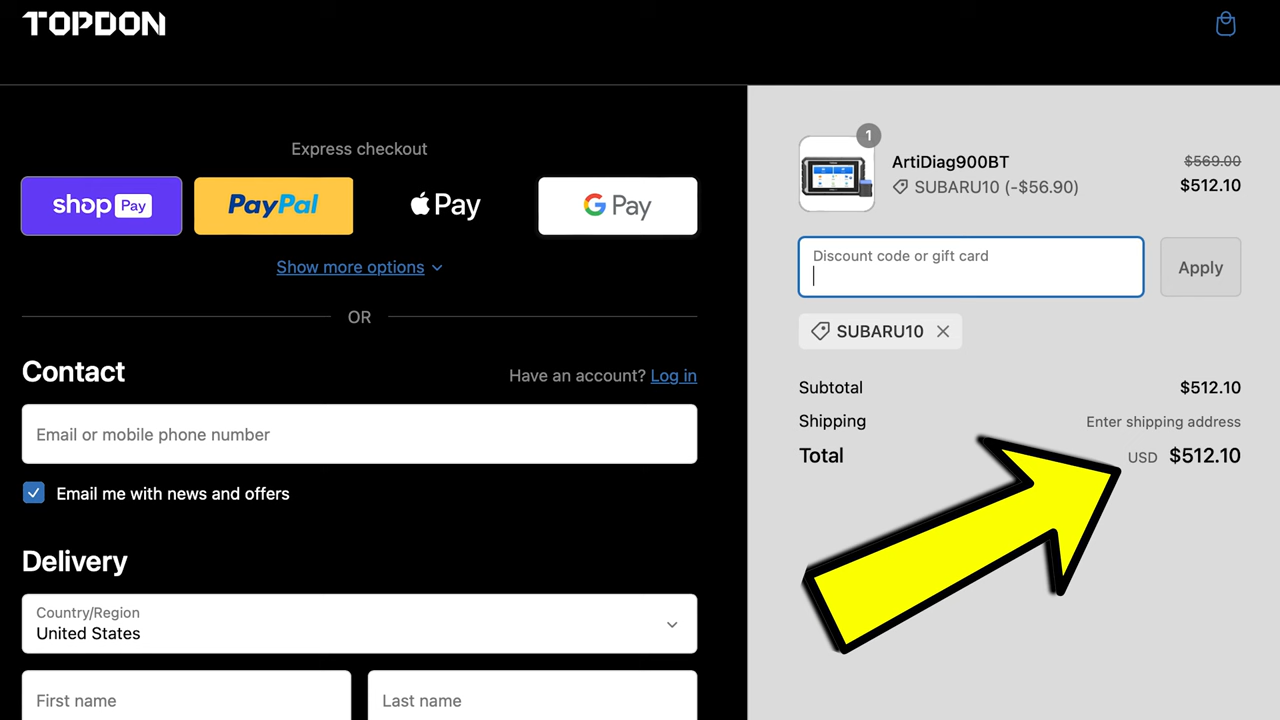 TOPDON
Express checkout
shop Pay
PayPal
Pay
G Pay
Show more options
OR
Contact
Have an account? Log in
Email or mobile phone number
Email me with news and offers
Delivery
Country/Region
United States
First name
Last name
1
ArtiDiag900BT
$569.00
SUBARU10 (-$56.90)
$512.10
Discount code or gift card
Apply
SUBARU10
Subtotal
$512.10
Shipping
Enter shipping address
Total
USD $512.10